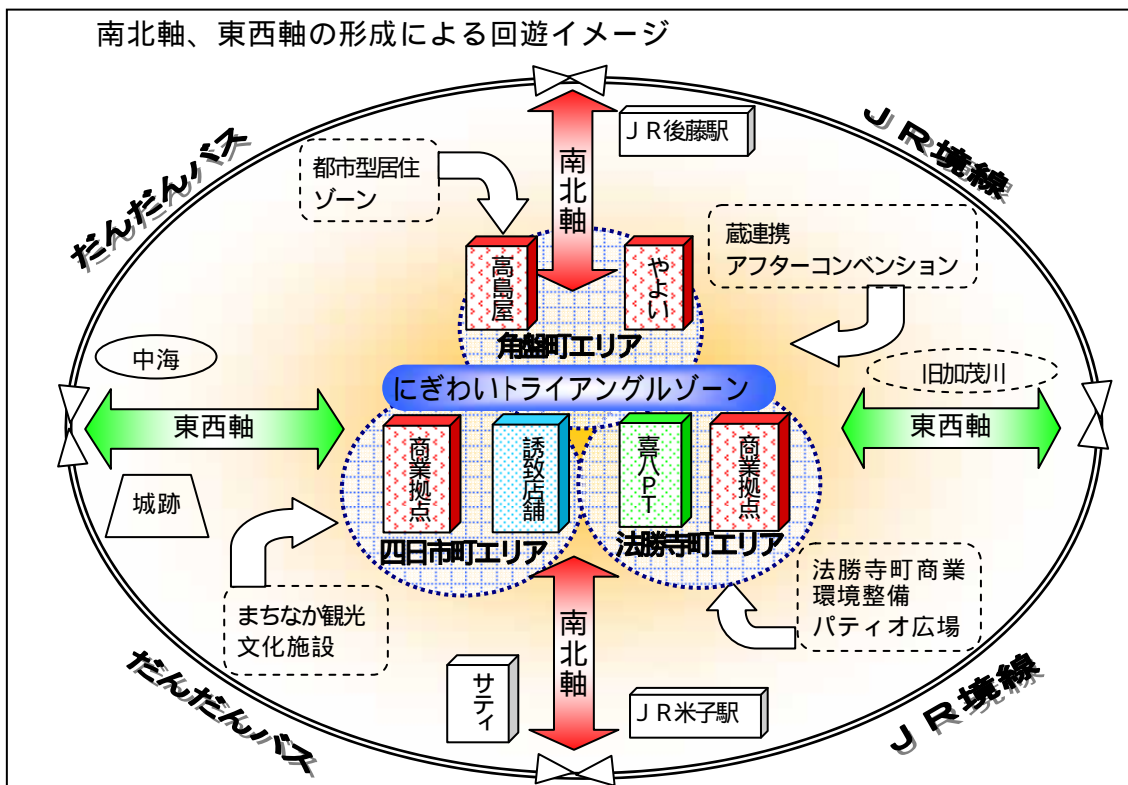 南北軸、東西軸の形成による回遊イメージ
ＪＲ後藤駅
ＪＲ境線
だんだんバス
南北軸
都市型居住
ゾーン
蔵連携
アフターコンベンション
高島屋
やよい
角盤町エリア
中海
旧加茂川
にぎわいトライアングルゾーン
東西軸
東西軸
商業拠点
誘致店舗
喜八ＰＴ
商業拠点
城跡
四日市町エリア
法勝寺町エリア
まちなか観光
文化施設
法勝寺町商業
環境整備
パティオ広場
南北軸
サティ
ＪＲ米子駅
だんだんバス
ＪＲ境線